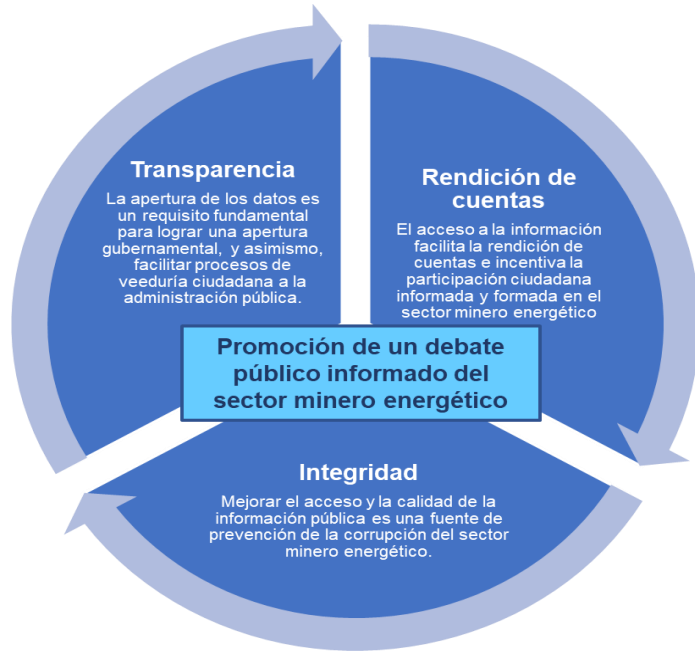 Transparencia
La apertura de los datos es
un requisito fundamental
para lograr una apertura
gubernamental, y asimismo,
facilitar procesos de
veeduría ciudadana a la
administración pública.
Rendición de
cuentas
El acceso a la información
facilita la rendición de
cuentas e incentiva la
participación ciudadana
informada y formada en el
sector minero energético
Promoción de un debate
público informado del
sector minero energético
Integridad
Mejorar el acceso y la calidad de la
información pública es una fuente de
prevención de la corrupción del sector
minero energético.